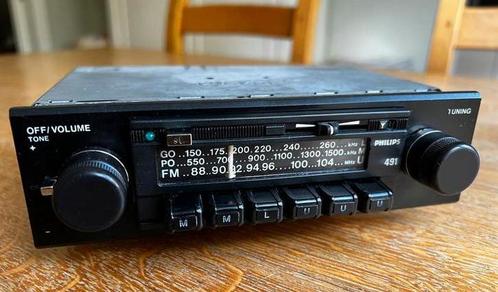 OFF/VOLUME
TONE
+
TUNING
SL
GO...150...175...200...220...240...260...kHz
PO...550...700...900...1100...1300 1500 kHz
FM...88..90..92..94.96...100...104...MHz
PHILIPS
491
M M L U U U U